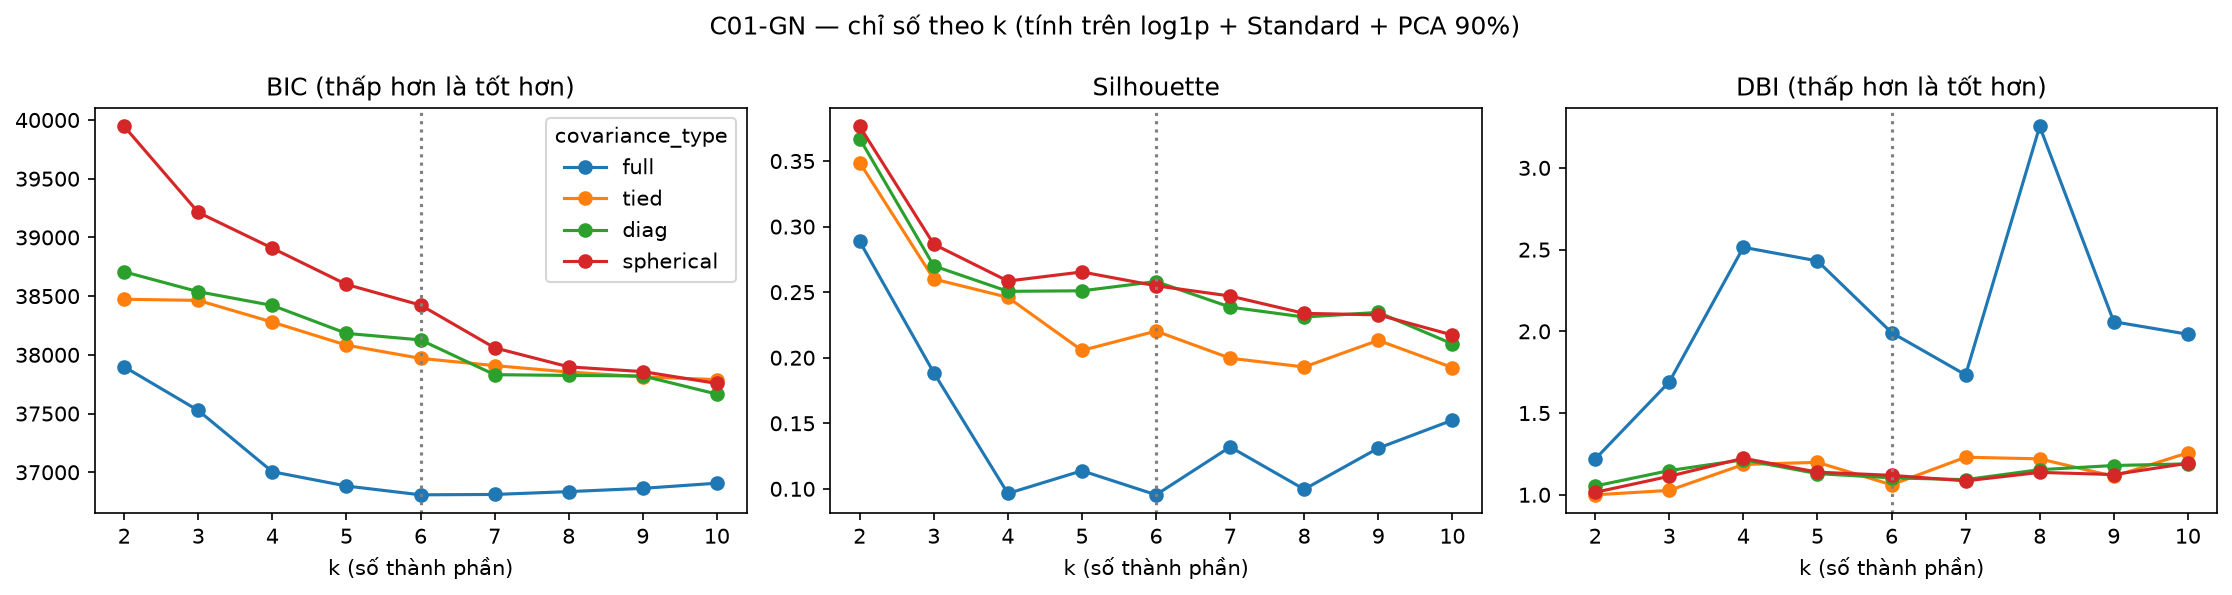 C01-GN — chỉ số theo k (tính trên log1p + Standard + PCA 90%)
BIC (thấp hơn là tốt hơn)
40000
39500
39000
38500
38000
37500
37000
covariance_type
full
tied
diag
spherical
2 3 4 5 6 7 8 9 10
k (số thành phần)
Silhouette
0.35
0.30
0.25
0.20
0.15
0.10
2 3 4 5 6 7 8 9 10
k (số thành phần)
DBI (thấp hơn là tốt hơn)
3.0
2.5
2.0
1.5
1.0
2 3 4 5 6 7 8 9 10
k (số thành phần)